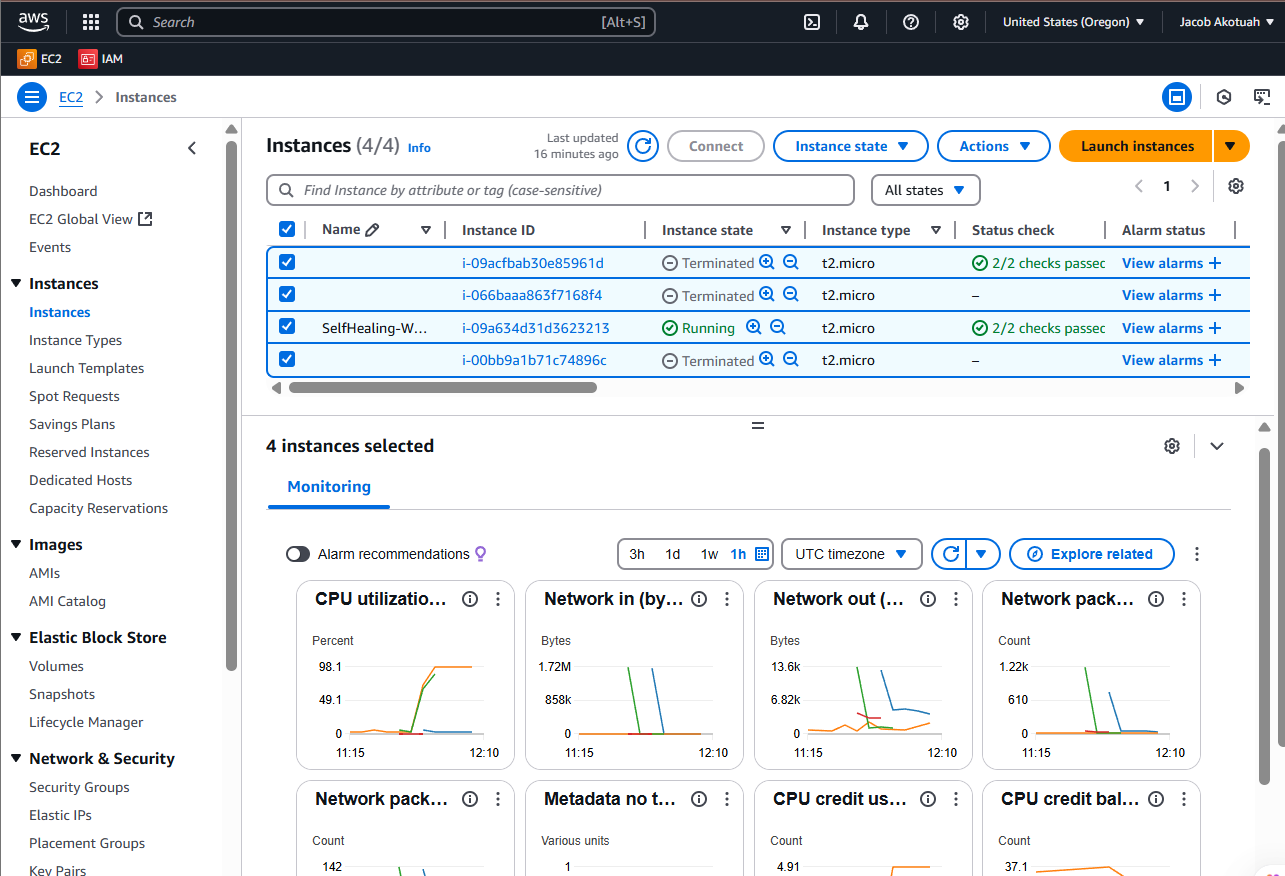 aws
Search [Alt+S] United States (Oregon) Jacob Akotuah
EC2 IAM
EC2 Instances
EC2
Dashboard
EC2 Global View
Events
Instances
Instances
Instance Types
Launch Templates
Spot Requests
Savings Plans
Reserved Instances
Dedicated Hosts
Capacity Reservations
Images
AMIs
AMI Catalog
Elastic Block Store
Volumes
Snapshots
Lifecycle Manager
Network & Security
Security Groups
Elastic IPs
Placement Groups
Key Pairs
Instances (4/4) Info
Last updated
16 minutes ago
Connect Instance state Actions Launch instances
Find Instance by attribute or tag (case-sensitive) All states 1
Name Instance ID Instance state Instance type Status check Alarm status
i-09acfbab30e85961d Terminated t2.micro 2/2 checks passec View alarms +
i-066baaa863f7168f4 Terminated t2.micro – View alarms +
SelfHealing-W... i-09a634d31d3623213 Running t2.micro 2/2 checks passec View alarms +
i-00bb9a1b71c74896c Terminated t2.micro – View alarms +
4 instances selected
Monitoring
Alarm recommendations 3h 1d 1w 1h UTC timezone Explore related
CPU utilizatio...
Percent
98.1
49.1
0
11:15 12:10
Network in (by...
Bytes
1.72M
858k
0
11:15 12:10
Network out (...
Bytes
13.6k
6.82k
0
11:15 12:10
Network pack...
Count
1.22k
610
0
11:15 12:10
Network pack...
Count
142
Metadata no t...
Various units
1
CPU credit us...
Count
4.91
CPU credit bal...
Count
37.1